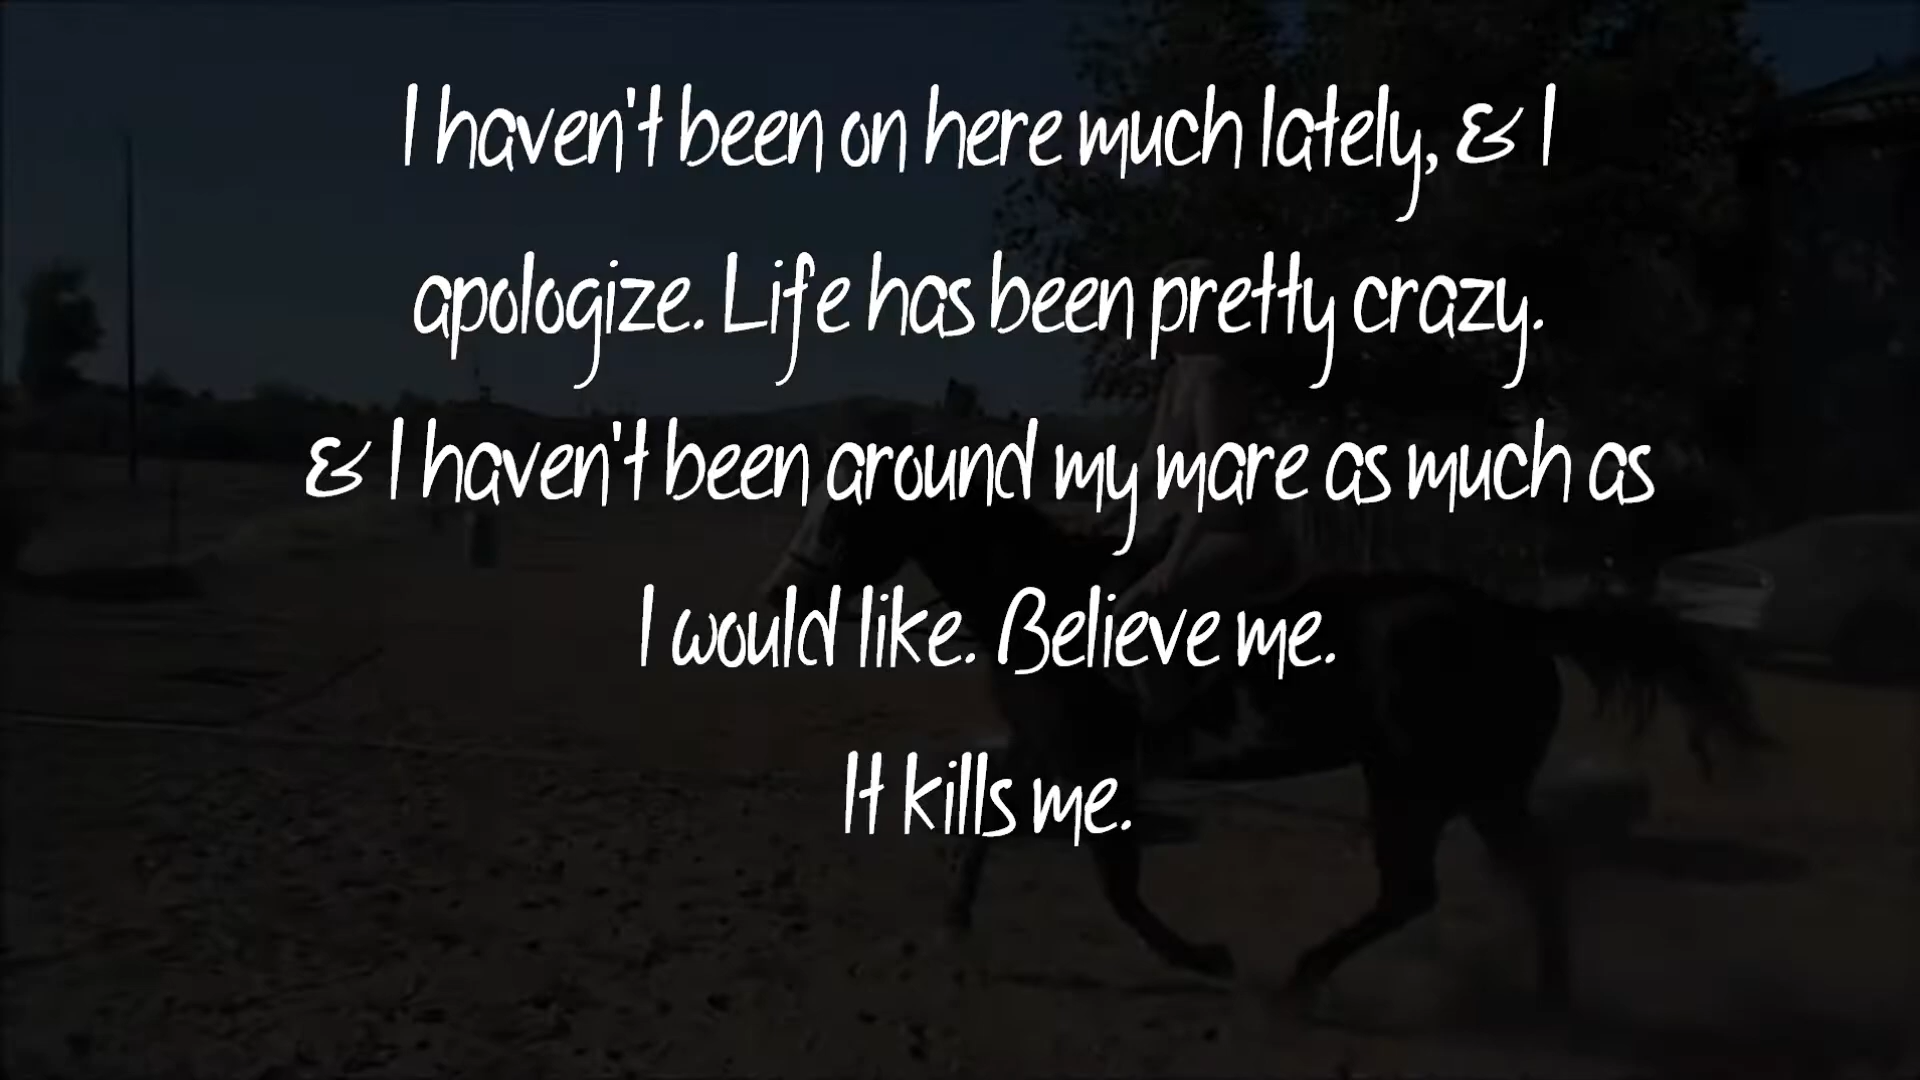 I haven't been on here much lately, & I
apologize. Life has been pretty crazy.
& I haven't been around my mare as much as
I would like. Believe me.
It kills me.